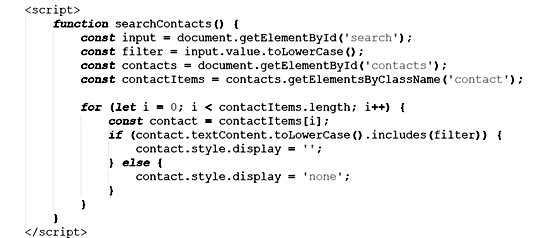 <script>
function searchContacts() {
const input = document.getElementById('search');
const filter = input.value.toLowerCase();
const contacts = document.getElementById('contacts');
const contactItems = contacts.getElementsByClassName('contact');
for (let i = 0; i < contactItems.length; i++) {
const contact = contactItems[i];
if (contact.textContent.toLowerCase().includes(filter)) {
contact.style.display = '';
} else {
contact.style.display = 'none';
}
}
}
</script>